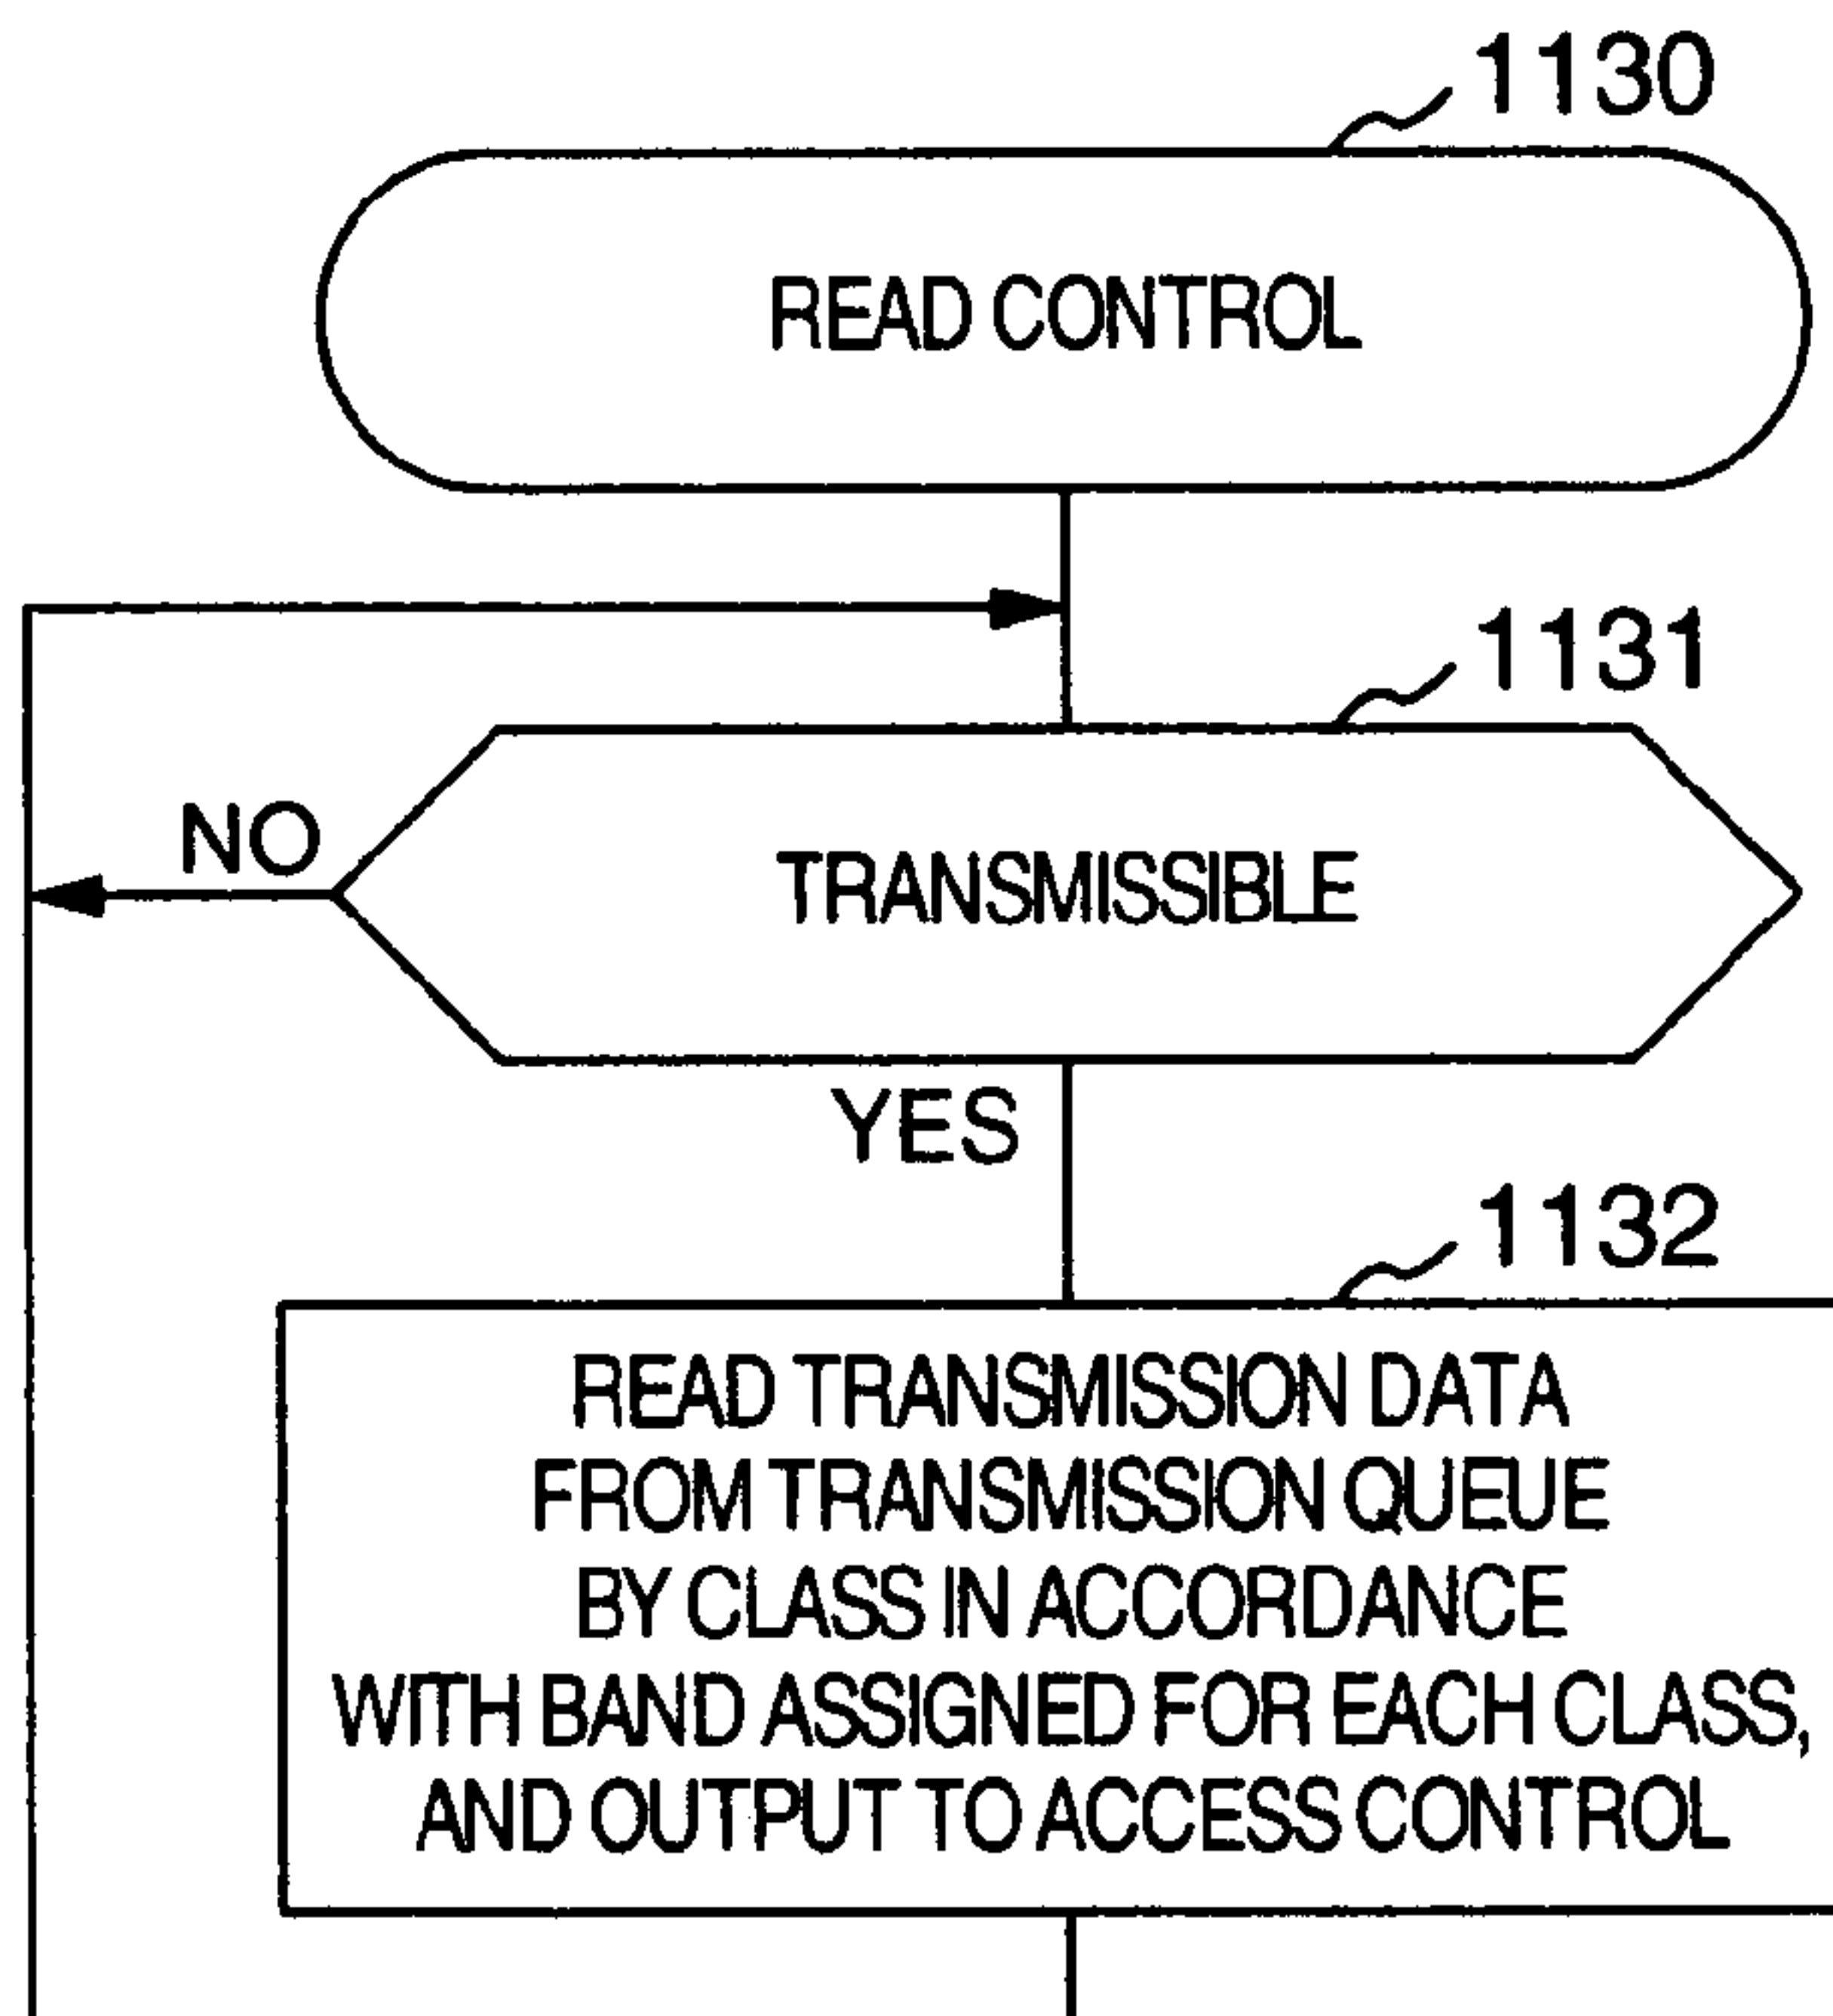 1130
READ CONTROL
1131
NO
TRANSMISSIBLE
YES
1132
READ TRANSMISSION DATA
FROM TRANSMISSION QUEUE
BY CLASS IN ACCORDANCE
WITH BAND ASSIGNED FOR EACH CLASS,
AND OUTPUT TO ACCESS CONTROL